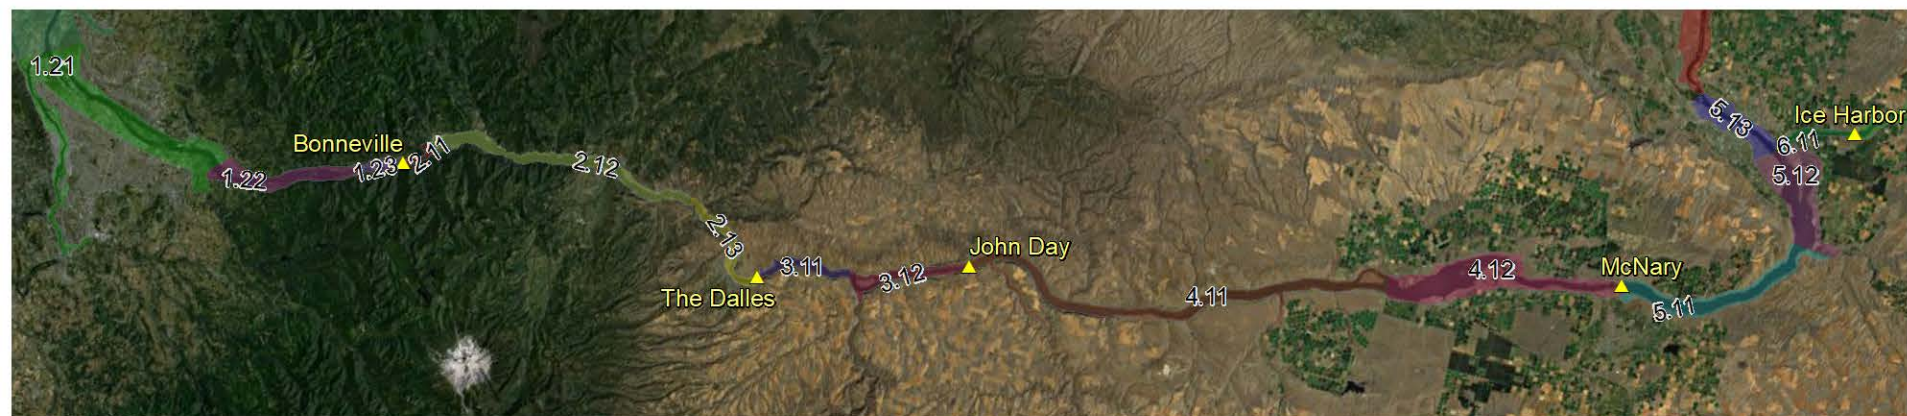 1.21
1.22
Bonneville
1.23
2.11
2.12
2.13
The Dalles
3.11
3.12
John Day
4.11
4.12
McNary
5.11
5.12
5.13
6.11
Ice Harbor